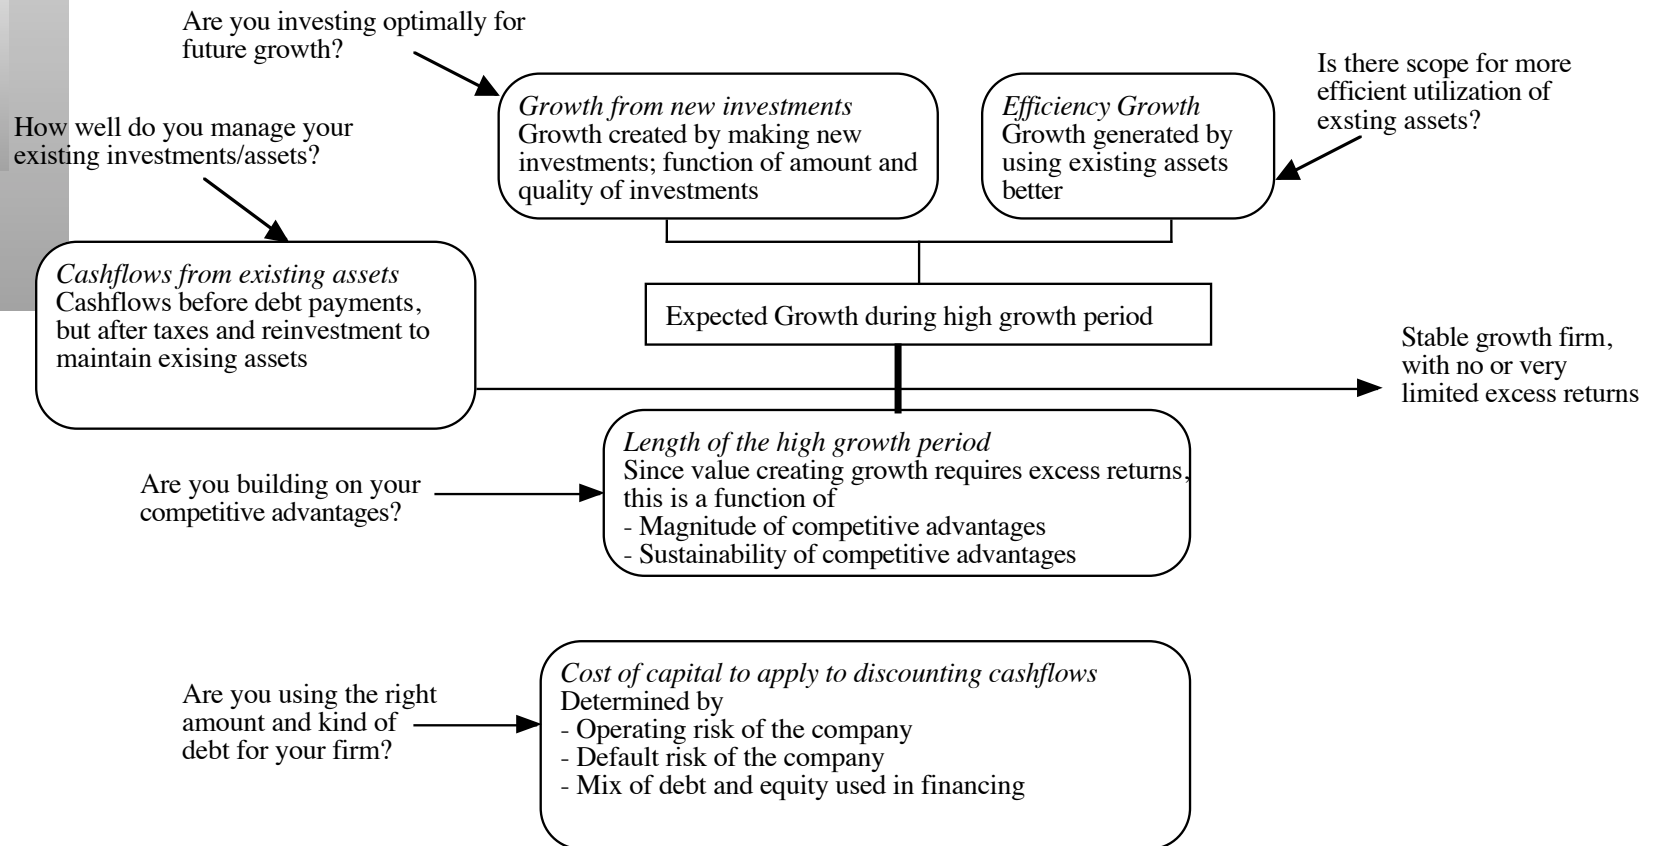 Are you investing optimally for
future growth?
Is there scope for more
efficient utilization of
exsting assets?
Growth from new investments
Growth created by making new
investments; function of amount and
quality of investments
Efficiency Growth
Growth generated by
using existing assets
better
How well do you manage your
existing investments/assets?
Cashflows from existing assets
Cashflows before debt payments,
but after taxes and reinvestment to
maintain exising assets
Expected Growth during high growth period
Stable growth firm,
with no or very
limited excess returns
Length of the high growth period
Since value creating growth requires excess returns,
this is a function of
- Magnitude of competitive advantages
- Sustainability of competitive advantages
Are you building on your
competitive advantages?
Cost of capital to apply to discounting cashflows
Determined by
- Operating risk of the company
- Default risk of the company
- Mix of debt and equity used in financing
Are you using the right
amount and kind of
debt for your firm?